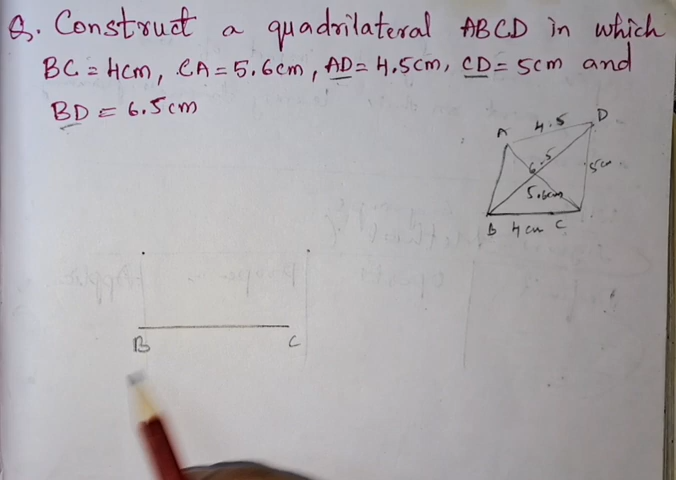 Q. Construct a quadrilateral ABCD in which
BC = 4cm, CA = 5.6cm, AD = 4.5cm, CD = 5cm and
BD = 6.5cm
A 4.5 D
6.5 5cm
5.6cm
B 4cm C
B C